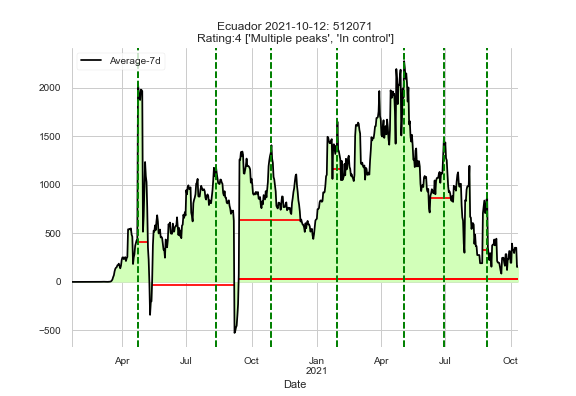 Ecuador 2021-10-12: 512071
Rating:4 ['Multiple peaks', 'In control']
Average-7d
2000
1500
1000
500
0
−500
Apr
Jul
Oct
Jan
2021
Apr
Jul
Oct
Date